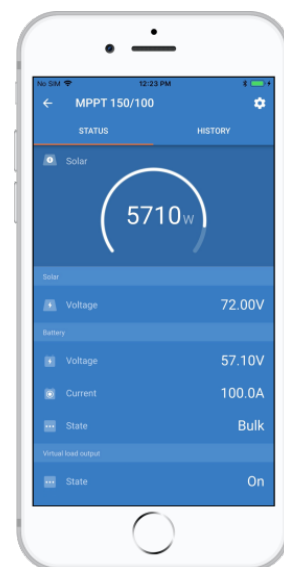 No SIM 12:23 PM
MPPT 150/100
STATUS HISTORY
Solar
5710W
Solar
Voltage 72.00V
Battery
Voltage 57.10V
Current 100.0A
State Bulk
Virtual load output
State On